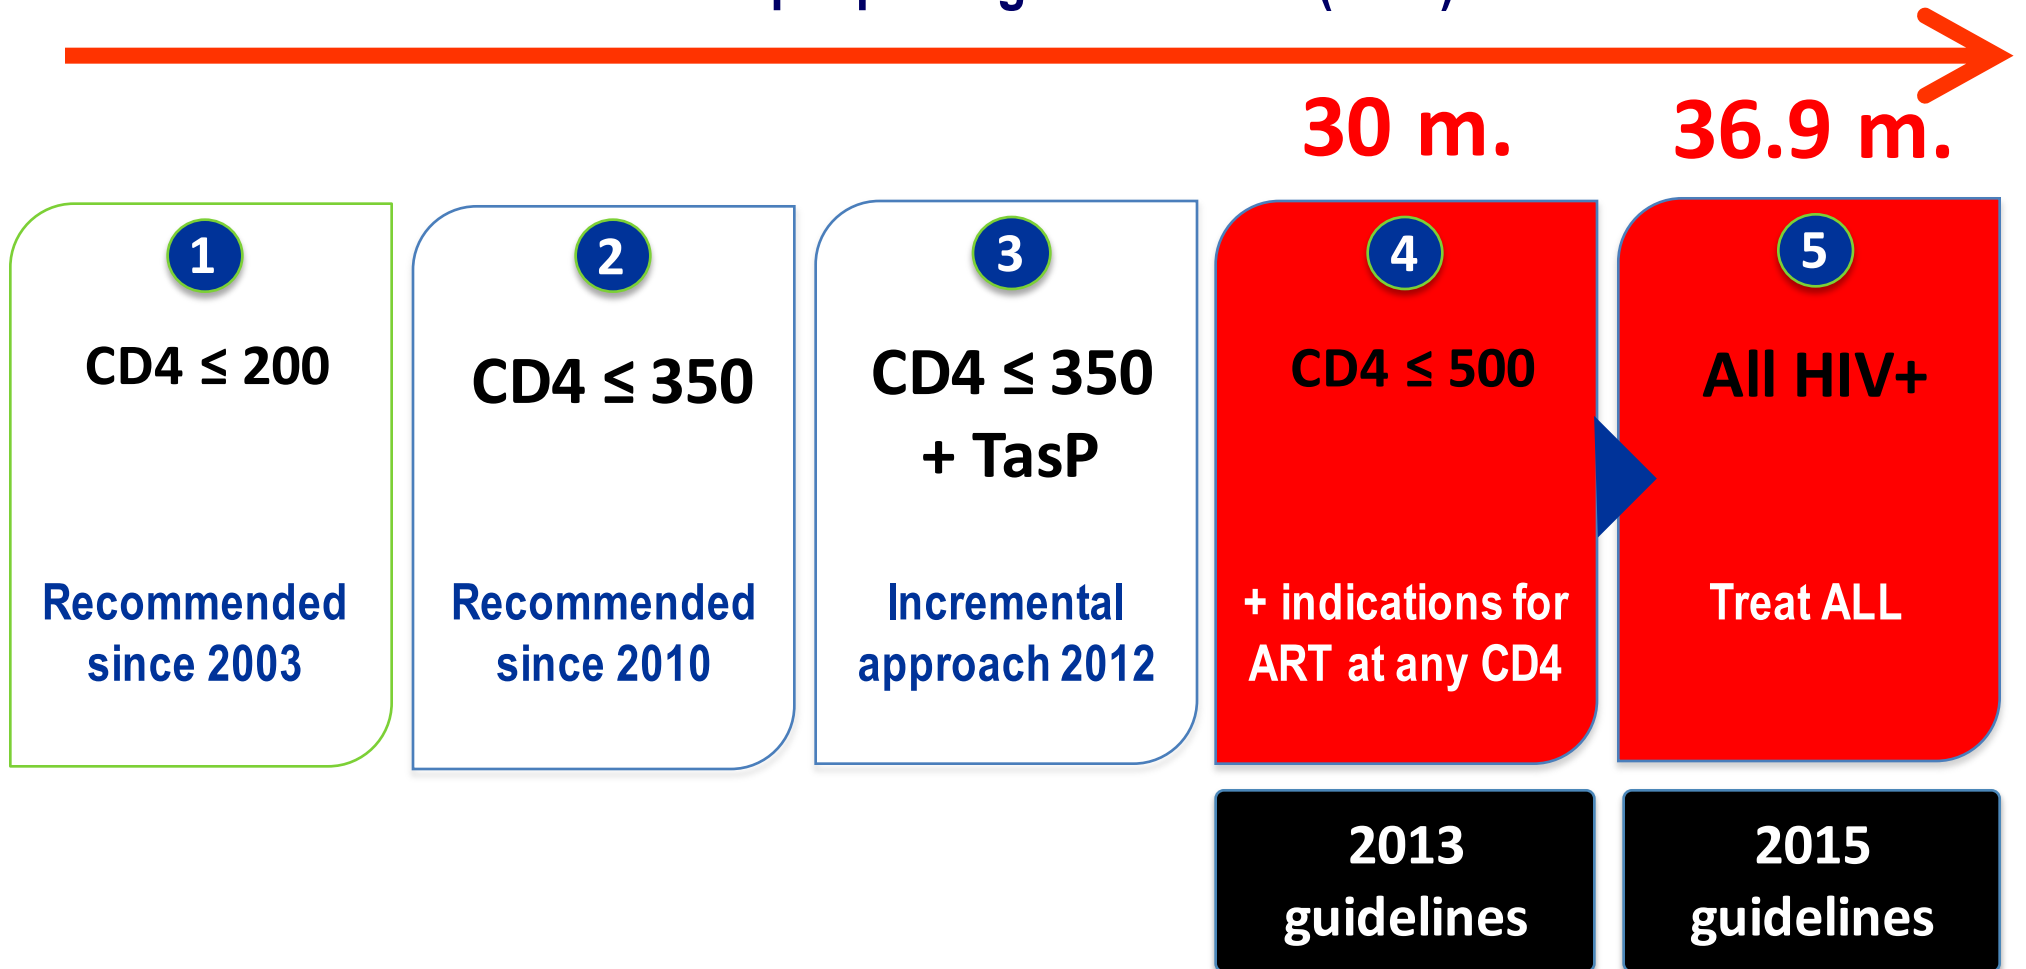 30 m.
36.9 m.
1
CD4 ≤ 200
Recommended
since 2003
2
CD4 ≤ 350
Recommended
since 2010
3
CD4 ≤ 350
+ TasP
Incremental
approach 2012
4
CD4 ≤ 500
+ indications for
ART at any CD4
5
All HIV+
Treat ALL
2013
guidelines
2015
guidelines